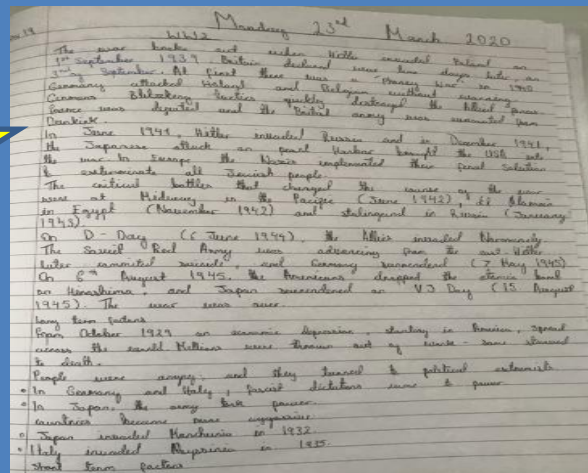 Monday 23rd March 2020
WW2
The war broke out when Hitler invaded Poland on
1st September 1939. Britain declared war two days later, on
3rd September. At first there was a Phoney War, in 1940
Germany attacked Holland and Belgium without warning.
Germans Blitzkrieg tactics quickly destroyed the Allied forces
France was defeated and the British army was evacuated from
Dunkirk.
In June 1941, Hitler invaded Russia and in December 1941,
the Japanese attack on pearl Harbor brought the USA into
the war. In Europe the Nazis implemented their final Solution
to exterminate all Jewish people.
The critical battles that changed the course of the war
were at Midway in the Pacific (June 1942), El Alamein
in Egypt (November 1942) and stalingrad in Russia (January
1943).
On D-Day (6 June 1944), the Allies invaded Normandy.
The Soviet Red Army was advancing from the east. Hitler
later commited suicide, and Germany surrendered (7 May 1945)
On 6th August 1945, the Americans dropped the atomic bomb
on Hiroshima, and Japan surrendered on VJ Day (15 August
1945). The war was over.
Long term factors
From October 1929 an economic depression, starting in America, spread
across the world. Millions were thrown out of work - some starved
to death.
People were angry and they turned to political extremists
• In Germany and Italy, fascist dictators came to power.
• In Japan, the army took power.
countries became more aggressive
• Japan invaded Manchuria in 1932.
• Italy invaded Abyssinia in 1935.
Short term factors